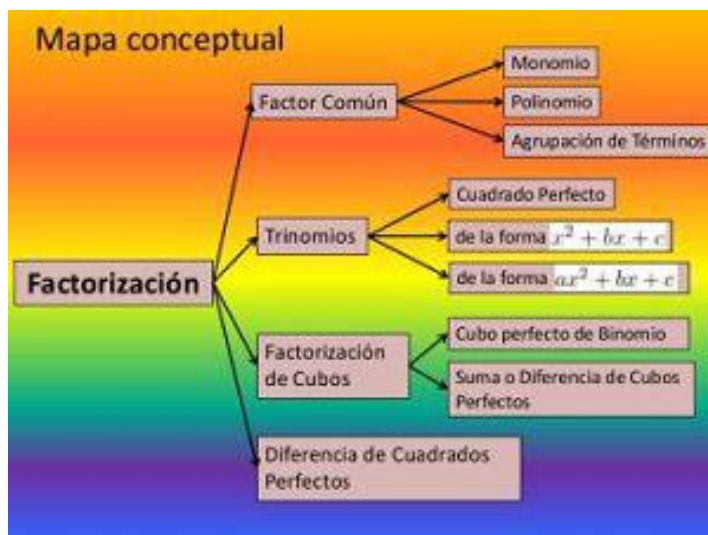 Mapa conceptual
Factorización
Factor Común
Monomio
Polinomio
Agrupación de Términos
Trinomios
Cuadrado Perfecto
de la forma x² + bx + c
de la forma ax² + bx + c
Factorización
de Cubos
Cubo perfecto de Binomio
Suma o Diferencia de Cubos
Perfectos
Diferencia de Cuadrados
Perfectos